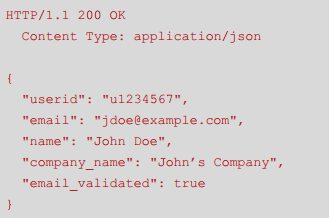 HTTP/1.1 200 OK
  Content Type: application/json

{
  "userid": "u1234567",
  "email": "jdoe@example.com",
  "name": "John Doe",
  "company_name": "John’s Company",
  "email_validated": true
}